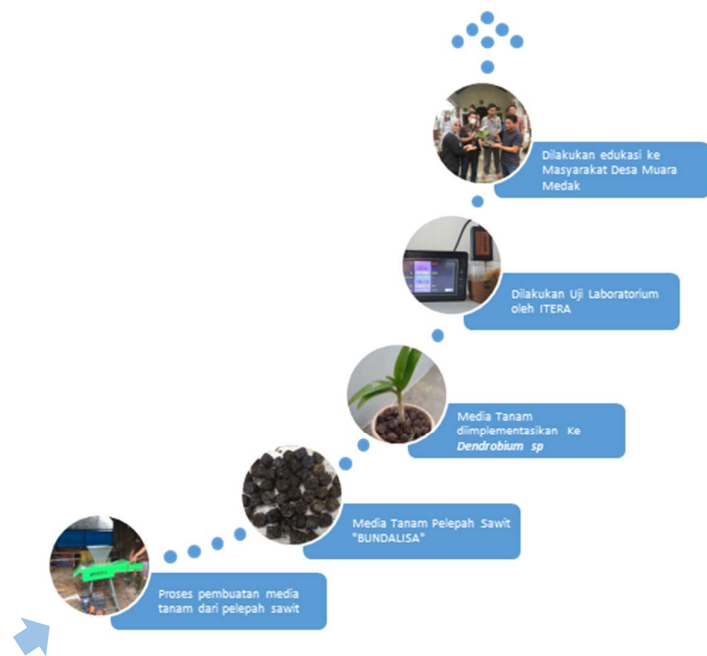 Dilakukan edukasi ke
Masyarakat Desa Muara
Medak
Dilakukan Uji Laboratorium
oleh ITERA
Media Tanam
diimplementasikan Ke
Dendrobium sp
Media Tanam Pelepah Sawit
"BUNDALISA"
Proses pembuatan media
tanam dari pelepah sawit